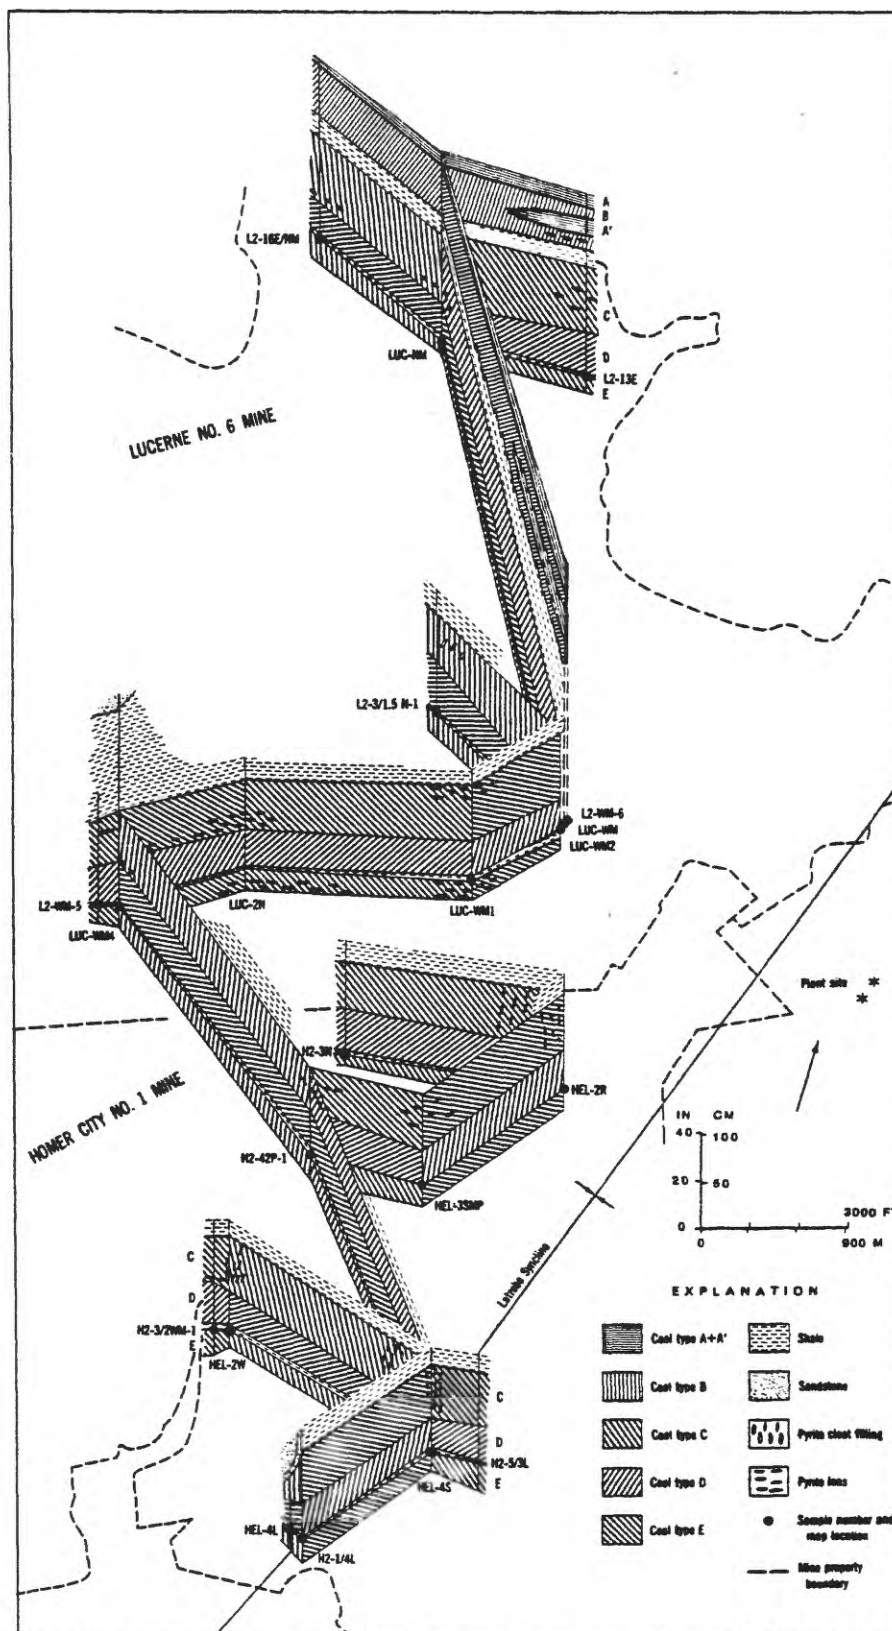 A
B
A'
L2-16E/NM
C
LUC-NM
D
L2-13E
E
LUCERNE NO. 6 MINE
L2-3/1.5 N-1
L2-WM-6
LUC-WM
LUC-WM2
L2-WM-5
LUC-2N
LUC-WM1
LUC-WM4
Plant site
H2-3N
HEL-2R
HOMER CITY NO. 1 MINE
IN CM
40 100
H2-42P-1
20 50
HEL-3SMP
3000 FT
0
0 900 M
Latrobe Syncline
C
D
EXPLANATION
H2-3/2WM-1
E
HEL-2W
Coal type A+A'
Shale
Coal type B
Sandstone
C
Coal type C
Pyrite cleat filling
D
H2-5/3L
Coal type D
Pyrite lens
E
HEL-4S
HEL-4L
Coal type E
Sample number and
map location
H2-1/4L
Mine property
boundary